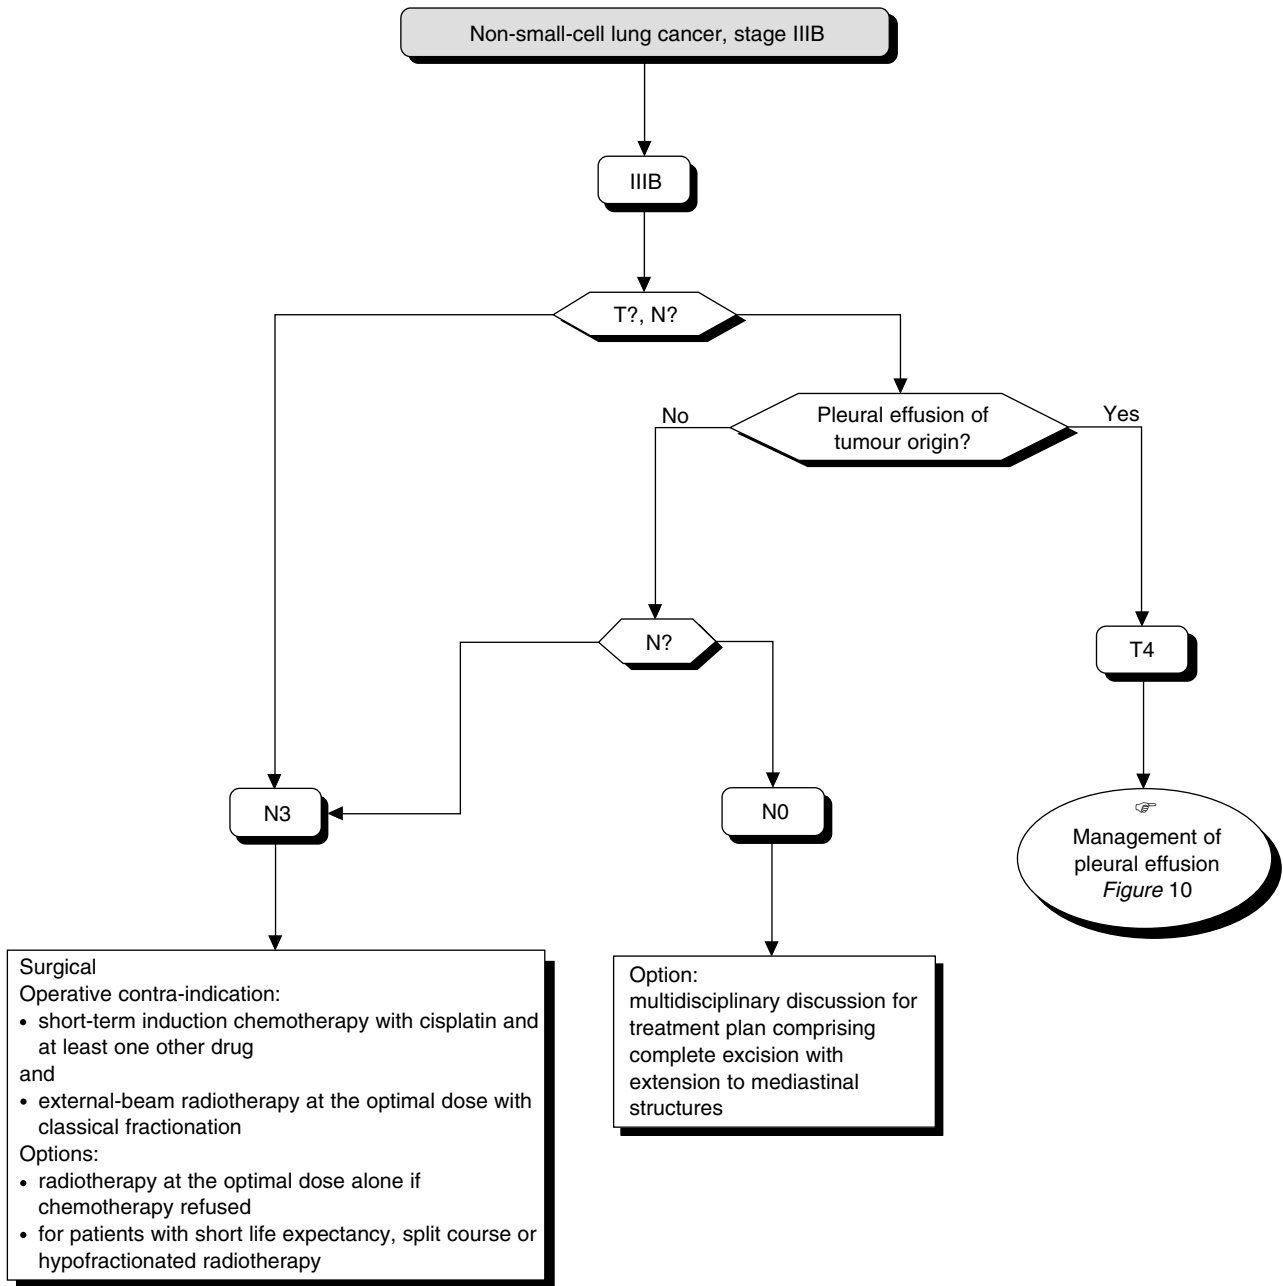 Non-small-cell lung cancer, stage IIIB
IIIB
T?, N?
Pleural effusion of
tumour origin?
No
Yes
N?
T4
N3
N0
☞
Management of
pleural effusion
Figure 10
Surgical
Operative contra-indication:
• short-term induction chemotherapy with cisplatin and
at least one other drug
and
• external-beam radiotherapy at the optimal dose with
classical fractionation
Options:
• radiotherapy at the optimal dose alone if
chemotherapy refused
• for patients with short life expectancy, split course or
hypofractionated radiotherapy
Option:
multidisciplinary discussion for
treatment plan comprising
complete excision with
extension to mediastinal
structures